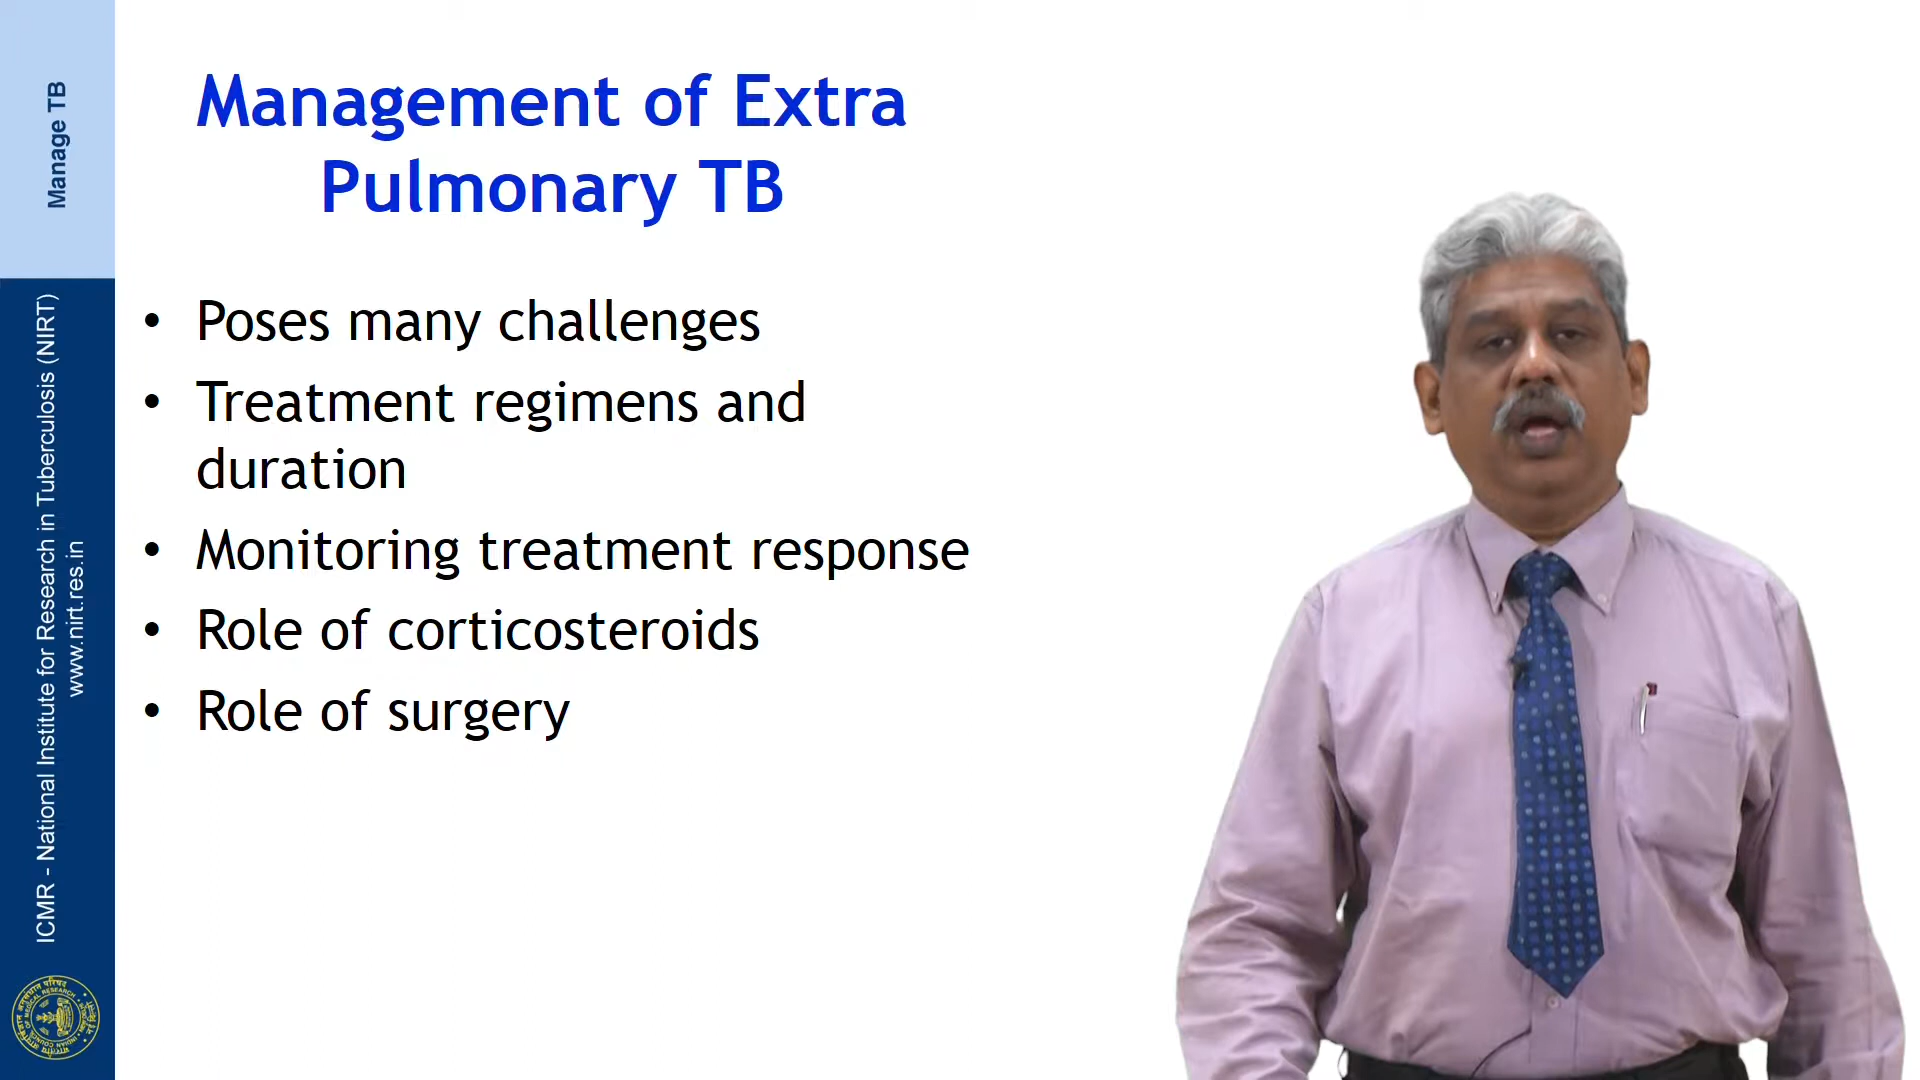 Management of Extra
Pulmonary TB
• Poses many challenges
• Treatment regimens and
duration
• Monitoring treatment response
• Role of corticosteroids
• Role of surgery
Manage TB
ICMR - National Institute for Research in Tuberculosis (NIRT)
www.nirt.res.in